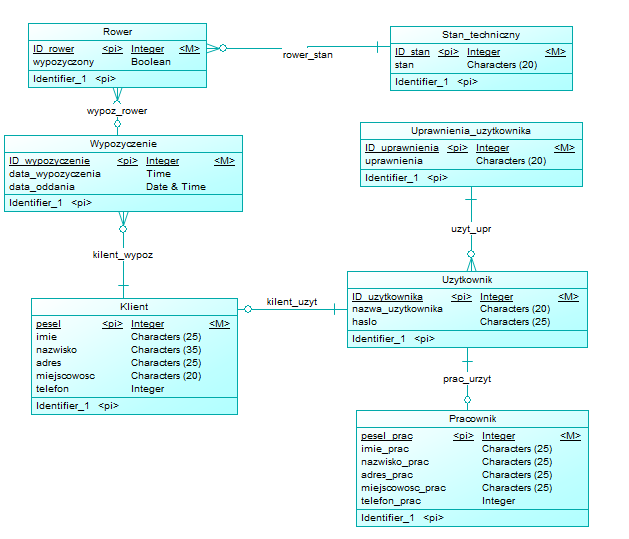 Rower
ID_rower <pi> Integer <M>
wypozyczony Boolean
Identifier_1 <pi>
rower_stan
Stan_techniczny
ID_stan <pi> Integer <M>
stan Characters (20)
Identifier_1 <pi>
wypoz_rower
Wypozyczenie
ID_wypozyczenie <pi> Integer <M>
data_wypozyczenia Time
data_oddania Date & Time
Identifier_1 <pi>
Uprawnienia_uzytkownika
ID_uprawnienia <pi> Integer <M>
uprawnienia Characters (20)
Identifier_1 <pi>
kilent_wypoz
uzyt_upr
Klient
pesel <pi> Integer <M>
imie Characters (25)
nazwisko Characters (35)
adres Characters (25)
miejscowosc Characters (20)
telefon Integer
Identifier_1 <pi>
kilent_uzyt
Uzytkownik
ID_uzytkownika <pi> Integer <M>
nazwa_uzytkownika Characters (20)
haslo Characters (25)
Identifier_1 <pi>
prac_urzyt
Pracownik
pesel_prac <pi> Integer <M>
imie_prac Characters (25)
nazwisko_prac Characters (25)
adres_prac Characters (25)
miejscowosc_prac Characters (25)
telefon_prac Integer
Identifier_1 <pi>